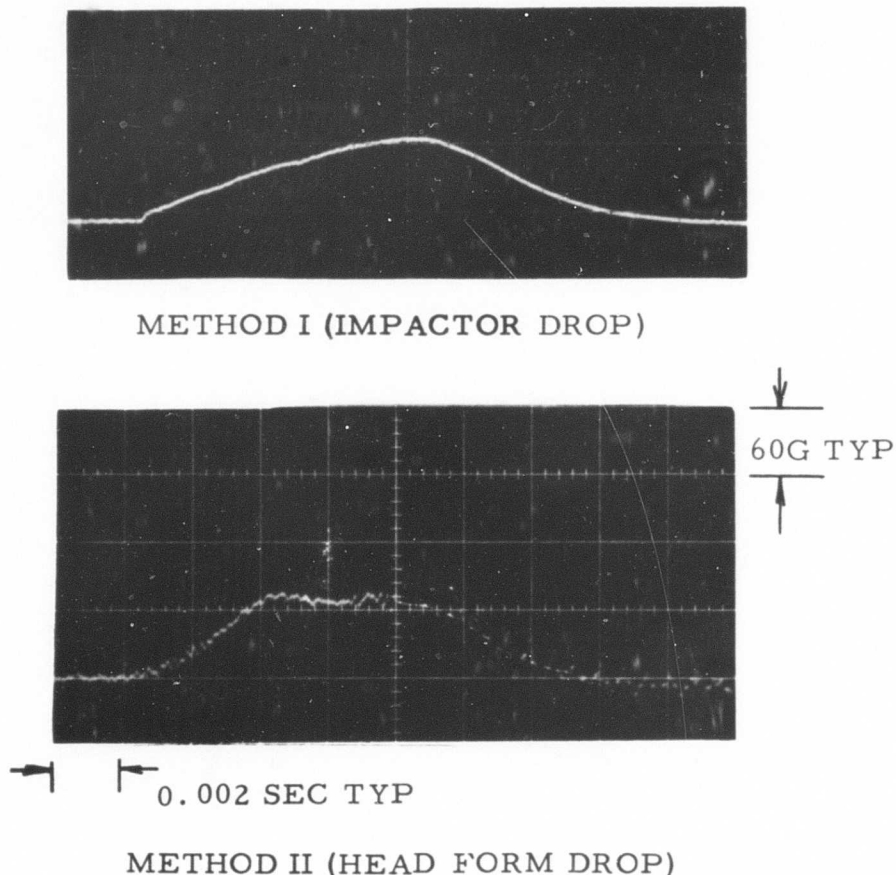 METHOD I (IMPACTOR DROP)
60G TYP
0.002 SEC TYP
METHOD II (HEAD FORM DROP)